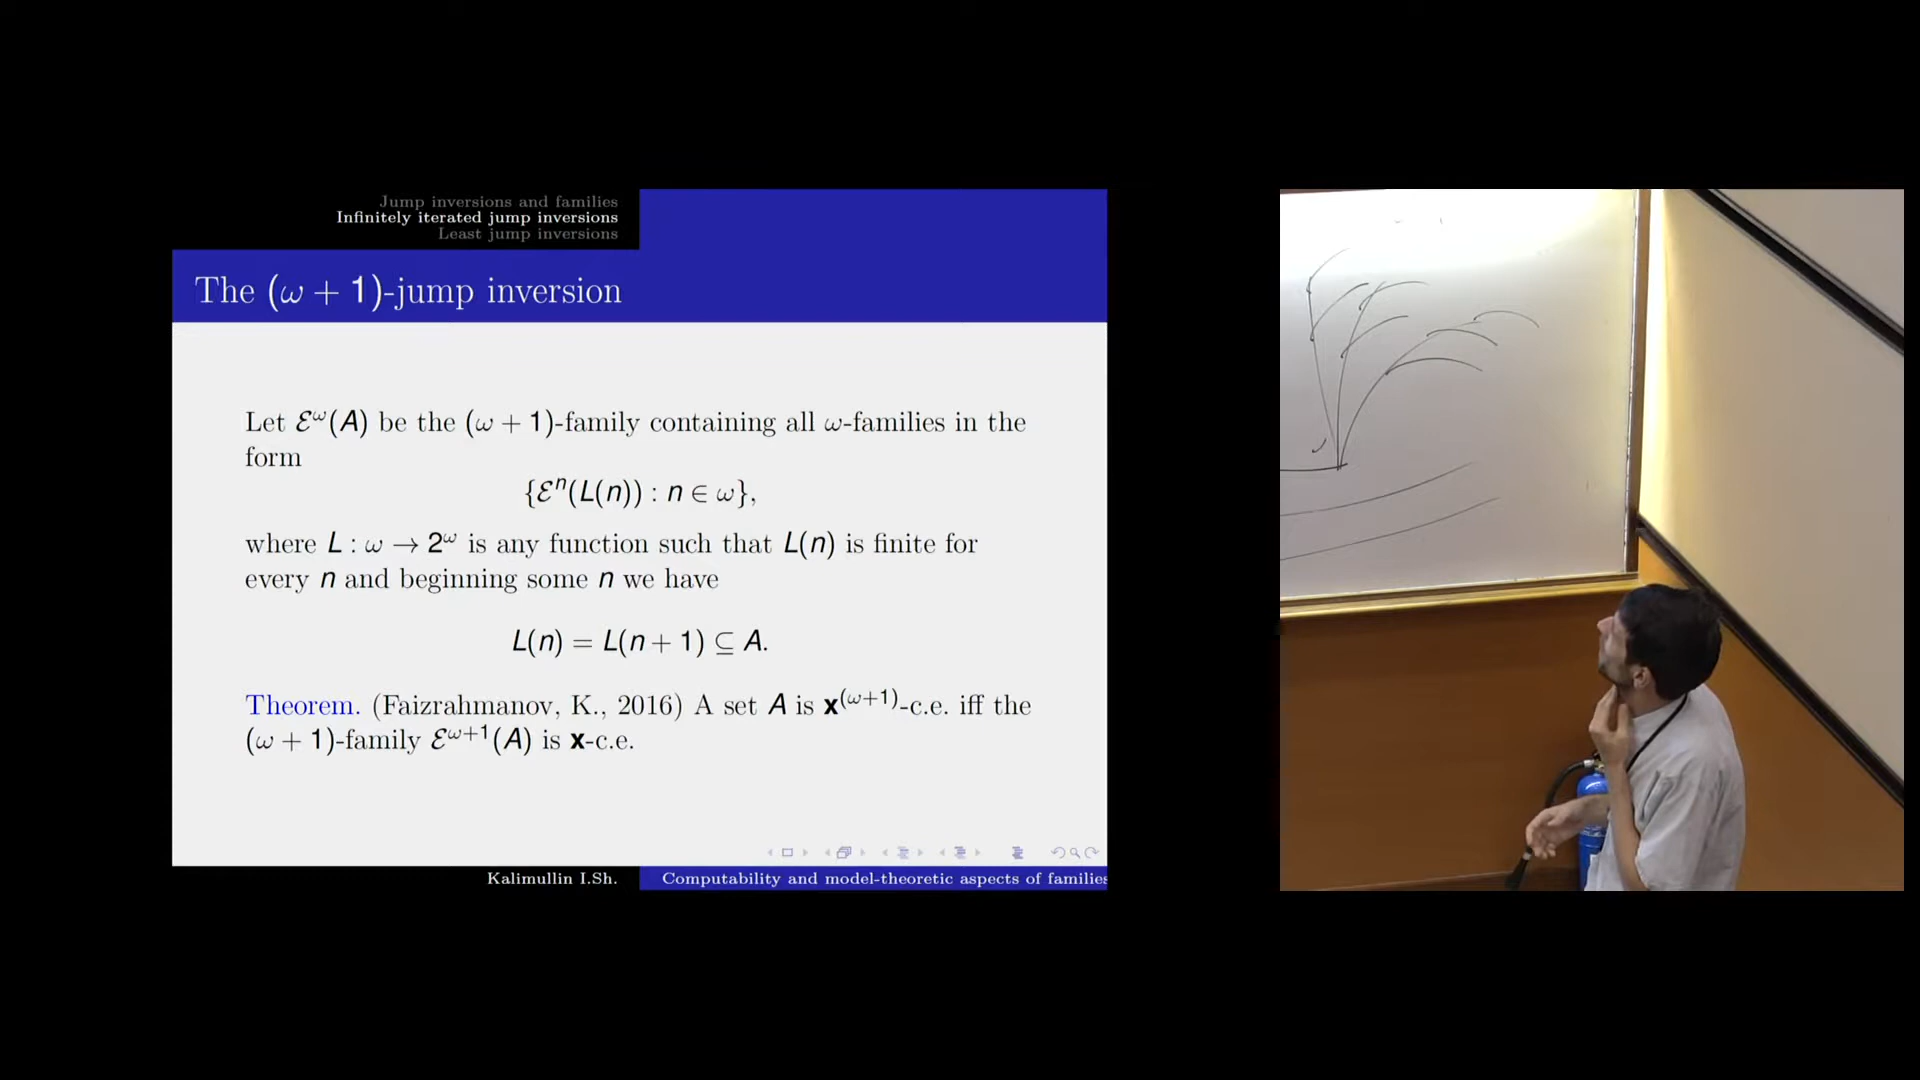 Jump inversions and families
Infinitely iterated jump inversions
Least jump inversions
The (ω + 1)-jump inversion
Let ℰ^ω(A) be the (ω + 1)-family containing all ω-families in the
form
{ℰⁿ(L(n)) : n ∈ ω},
where L : ω → 2^ω is any function such that L(n) is finite for
every n and beginning some n we have
L(n) = L(n + 1) ⊆ A.
Theorem. (Faizrahmanov, K., 2016) A set A is x^(ω+1)-c.e. iff the
(ω + 1)-family ℰ^ω+1(A) is x-c.e.
Kalimullin I.Sh.
Computability and model-theoretic aspects of families